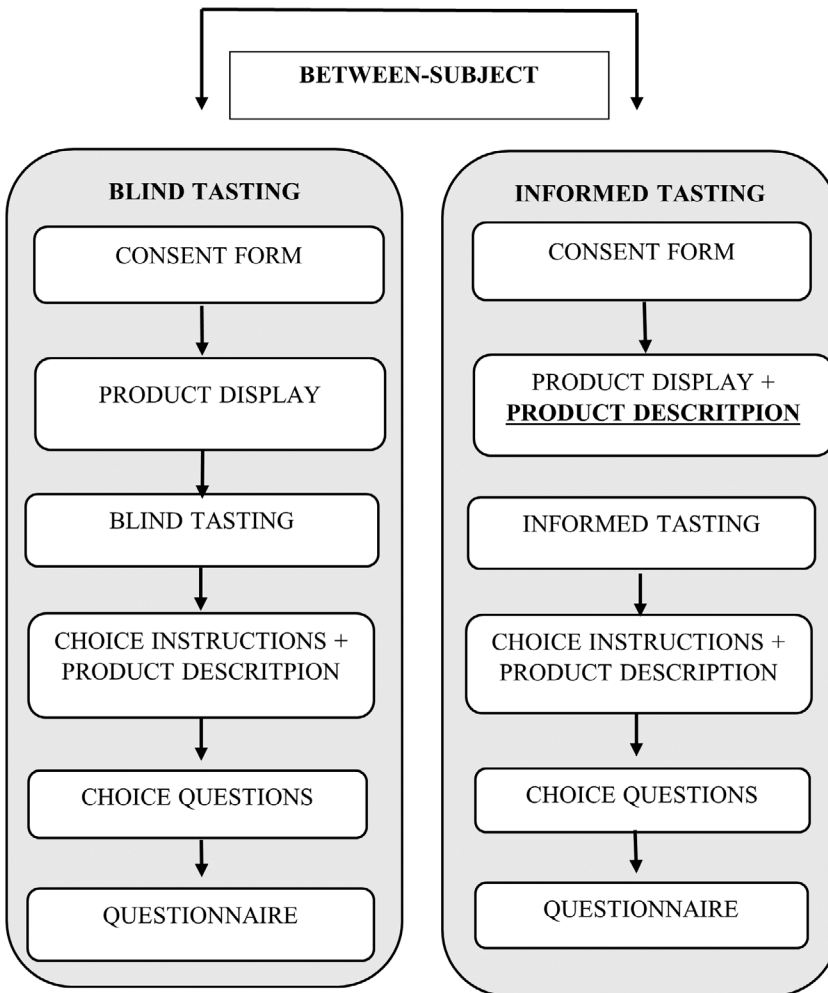 BETWEEN-SUBJECT
BLIND TASTING
CONSENT FORM
PRODUCT DISPLAY
BLIND TASTING
CHOICE INSTRUCTIONS +
PRODUCT DESCRITPION
CHOICE QUESTIONS
QUESTIONNAIRE
INFORMED TASTING
CONSENT FORM
PRODUCT DISPLAY +
PRODUCT DESCRITPION
INFORMED TASTING
CHOICE INSTRUCTIONS +
PRODUCT DESCRIPTION
CHOICE QUESTIONS
QUESTIONNAIRE